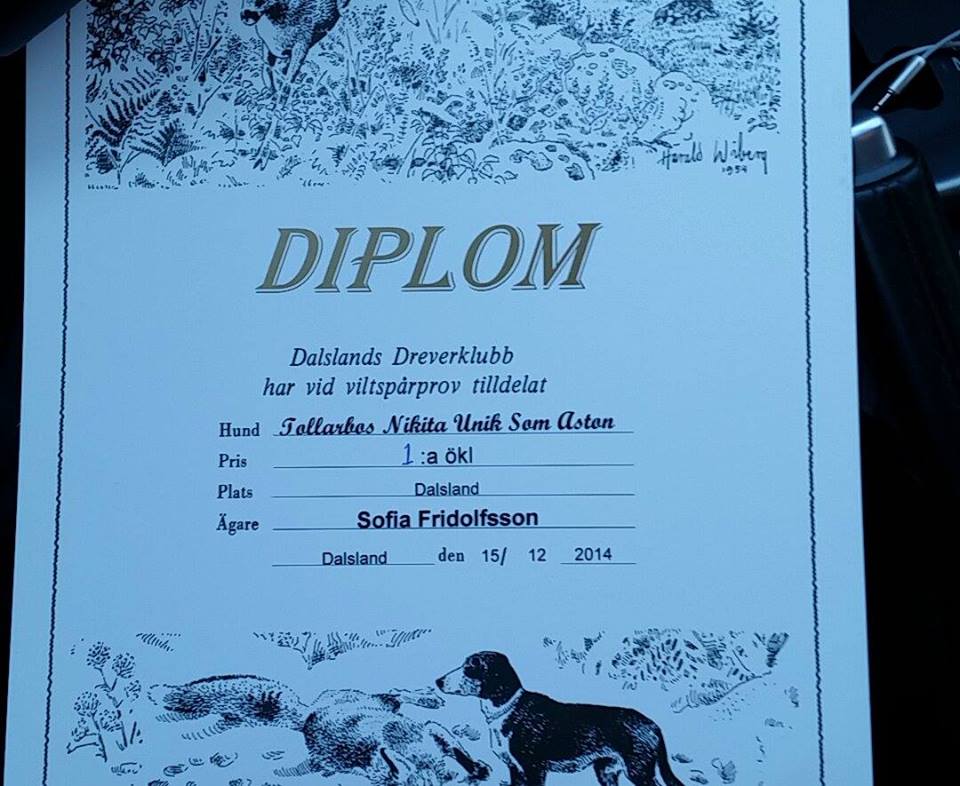 Harald Wiberg
1954
DIPLOM
Dalslands Dreverklubb
har vid viltspårprov tilldelat
Hund Tollarbos Nikita Unik Som Aston
Pris 1 :a ökl
Plats Dalsland
Ägare Sofia Fridolfsson
Dalsland den 15/ 12 2014